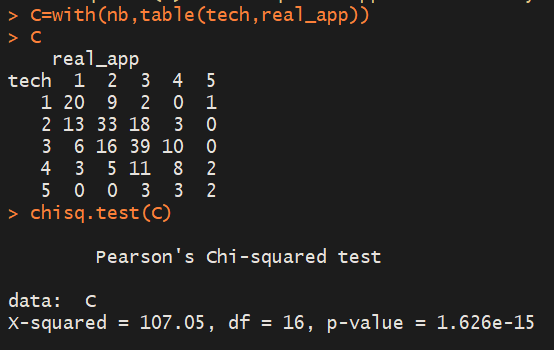 > C=with(nb,table(tech,real_app))
> C
    real_app
tech  1  2  3  4  5
   1 20  9  2  0  1
   2 13 33 18  3  0
   3  6 16 39 10  0
   4  3  5 11  8  2
   5  0  0  3  3  2
> chisq.test(C)
        Pearson's Chi-squared test
data:  C
X-squared = 107.05, df = 16, p-value = 1.626e-15